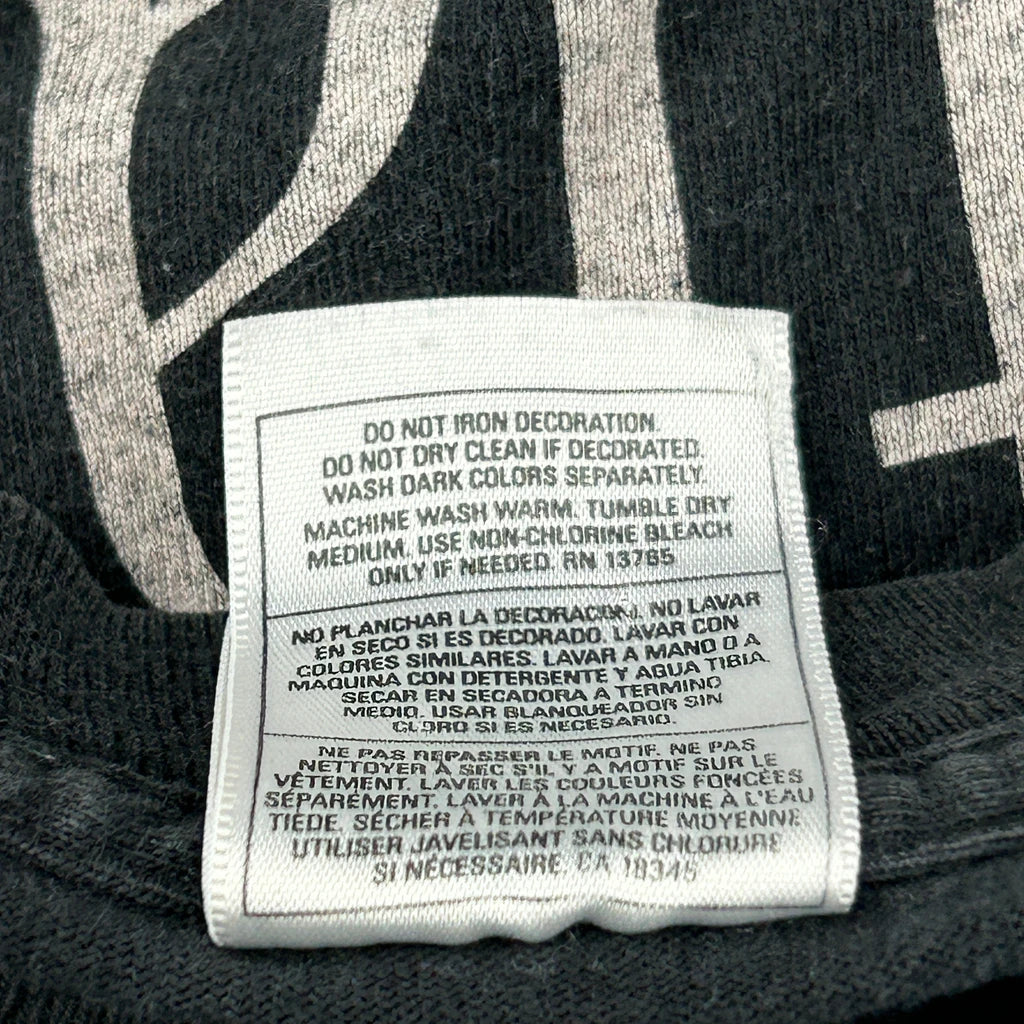 DO NOT IRON DECORATION.
DO NOT DRY CLEAN IF DECORATED.
WASH DARK COLORS SEPARATELY.
MACHINE WASH WARM. TUMBLE DRY
MEDIUM. USE NON-CHLORINE BLEACH
ONLY IF NEEDED. RN 13765
NO PLANCHAR LA DECORACION. NO LAVAR
EN SECO SI ES DECORADO. LAVAR CON
COLORES SIMILARES. LAVAR A MANO O A
MAQUINA CON DETERGENTE Y AGUA TIBIA.
SECAR EN SECADORA A TERMINO
MEDIO. USAR BLANQUEADOR SIN
CLORO SI ES NECESARIO.
NE PAS REPASSER LE MOTIF. NE PAS
NETTOYER À SEC S'IL Y A MOTIF SUR LE
VÊTEMENT. LAVER LES COULEURS FONCÉES
SÉPARÉMENT. LAVER À LA MACHINE À L'EAU
TIÈDE. SÉCHER À TEMPÉRATURE MOYENNE
UTILISER JAVELISANT SANS CHLORURE
SI NÉCESSAIRE. CA 18345